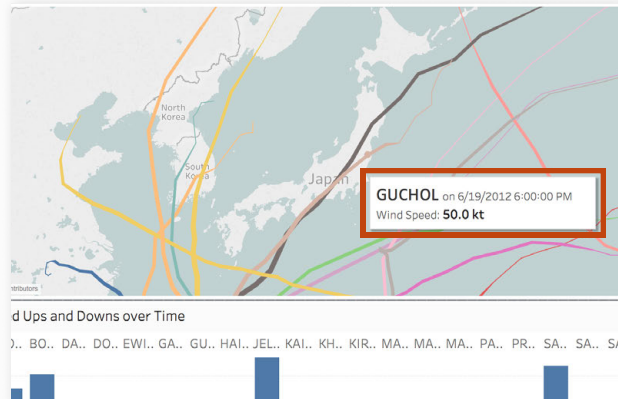 North
Korea
South
Korea
Japan
GUCHOL on 6/19/2012 6:00:00 PM
Wind Speed: 50.0 kt
ntributors
d Ups and Downs over Time
O.. BO.. DA.. DO.. EWI.. GA.. GU.. HAI.. JEL.. KAI.. KH.. KIR.. MA.. MA.. MA.. PA.. PR.. SA.. SA.. SA